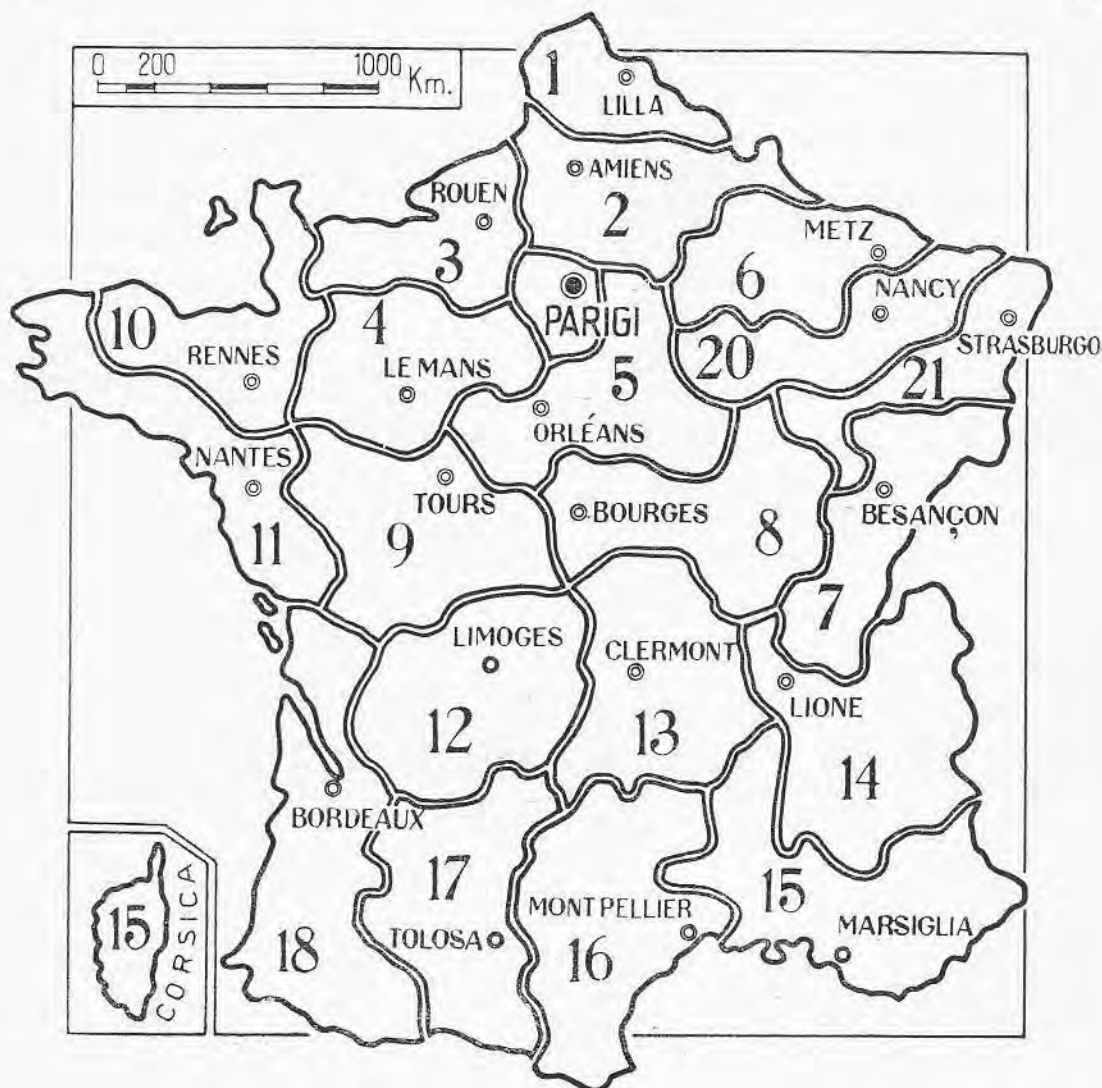 0 200 1000 Km.
1
LILLA
AMIENS
2
ROUEN
3
METZ
6
NANCY
STRASBURGO
PARIGI
4
LE MANS
5
ORLÉANS
20
21
10
RENNES
NANTES
11
TOURS
9
BOURGES
8
BESANÇON
7
LIMOGES
12
CLERMONT
13
LIONE
14
BORDEAUX
18
17
TOLOSA
MONTPELLIER
16
15
MARSIGLIA
15
CORSICA